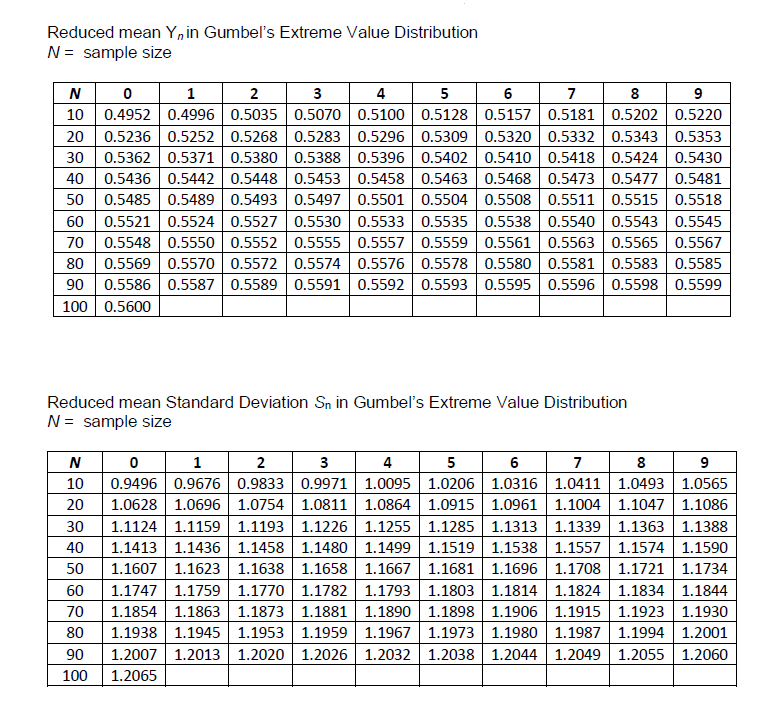 Reduced mean Yn in Gumbel's Extreme Value Distribution
N = sample size
N 0 1 2 3 4 5 6 7 8 9
10 0.4952 0.4996 0.5035 0.5070 0.5100 0.5128 0.5157 0.5181 0.5202 0.5220
20 0.5236 0.5252 0.5268 0.5283 0.5296 0.5309 0.5320 0.5332 0.5343 0.5353
30 0.5362 0.5371 0.5380 0.5388 0.5396 0.5402 0.5410 0.5418 0.5424 0.5430
40 0.5436 0.5442 0.5448 0.5453 0.5458 0.5463 0.5468 0.5473 0.5477 0.5481
50 0.5485 0.5489 0.5493 0.5497 0.5501 0.5504 0.5508 0.5511 0.5515 0.5518
60 0.5521 0.5524 0.5527 0.5530 0.5533 0.5535 0.5538 0.5540 0.5543 0.5545
70 0.5548 0.5550 0.5552 0.5555 0.5557 0.5559 0.5561 0.5563 0.5565 0.5567
80 0.5569 0.5570 0.5572 0.5574 0.5576 0.5578 0.5580 0.5581 0.5583 0.5585
90 0.5586 0.5587 0.5589 0.5591 0.5592 0.5593 0.5595 0.5596 0.5598 0.5599
100 0.5600
Reduced mean Standard Deviation Sn in Gumbel's Extreme Value Distribution
N = sample size
N 0 1 2 3 4 5 6 7 8 9
10 0.9496 0.9676 0.9833 0.9971 1.0095 1.0206 1.0316 1.0411 1.0493 1.0565
20 1.0628 1.0696 1.0754 1.0811 1.0864 1.0915 1.0961 1.1004 1.1047 1.1086
30 1.1124 1.1159 1.1193 1.1226 1.1255 1.1285 1.1313 1.1339 1.1363 1.1388
40 1.1413 1.1436 1.1458 1.1480 1.1499 1.1519 1.1538 1.1557 1.1574 1.1590
50 1.1607 1.1623 1.1638 1.1658 1.1667 1.1681 1.1696 1.1708 1.1721 1.1734
60 1.1747 1.1759 1.1770 1.1782 1.1793 1.1803 1.1814 1.1824 1.1834 1.1844
70 1.1854 1.1863 1.1873 1.1881 1.1890 1.1898 1.1906 1.1915 1.1923 1.1930
80 1.1938 1.1945 1.1953 1.1959 1.1967 1.1973 1.1980 1.1987 1.1994 1.2001
90 1.2007 1.2013 1.2020 1.2026 1.2032 1.2038 1.2044 1.2049 1.2055 1.2060
100 1.2065